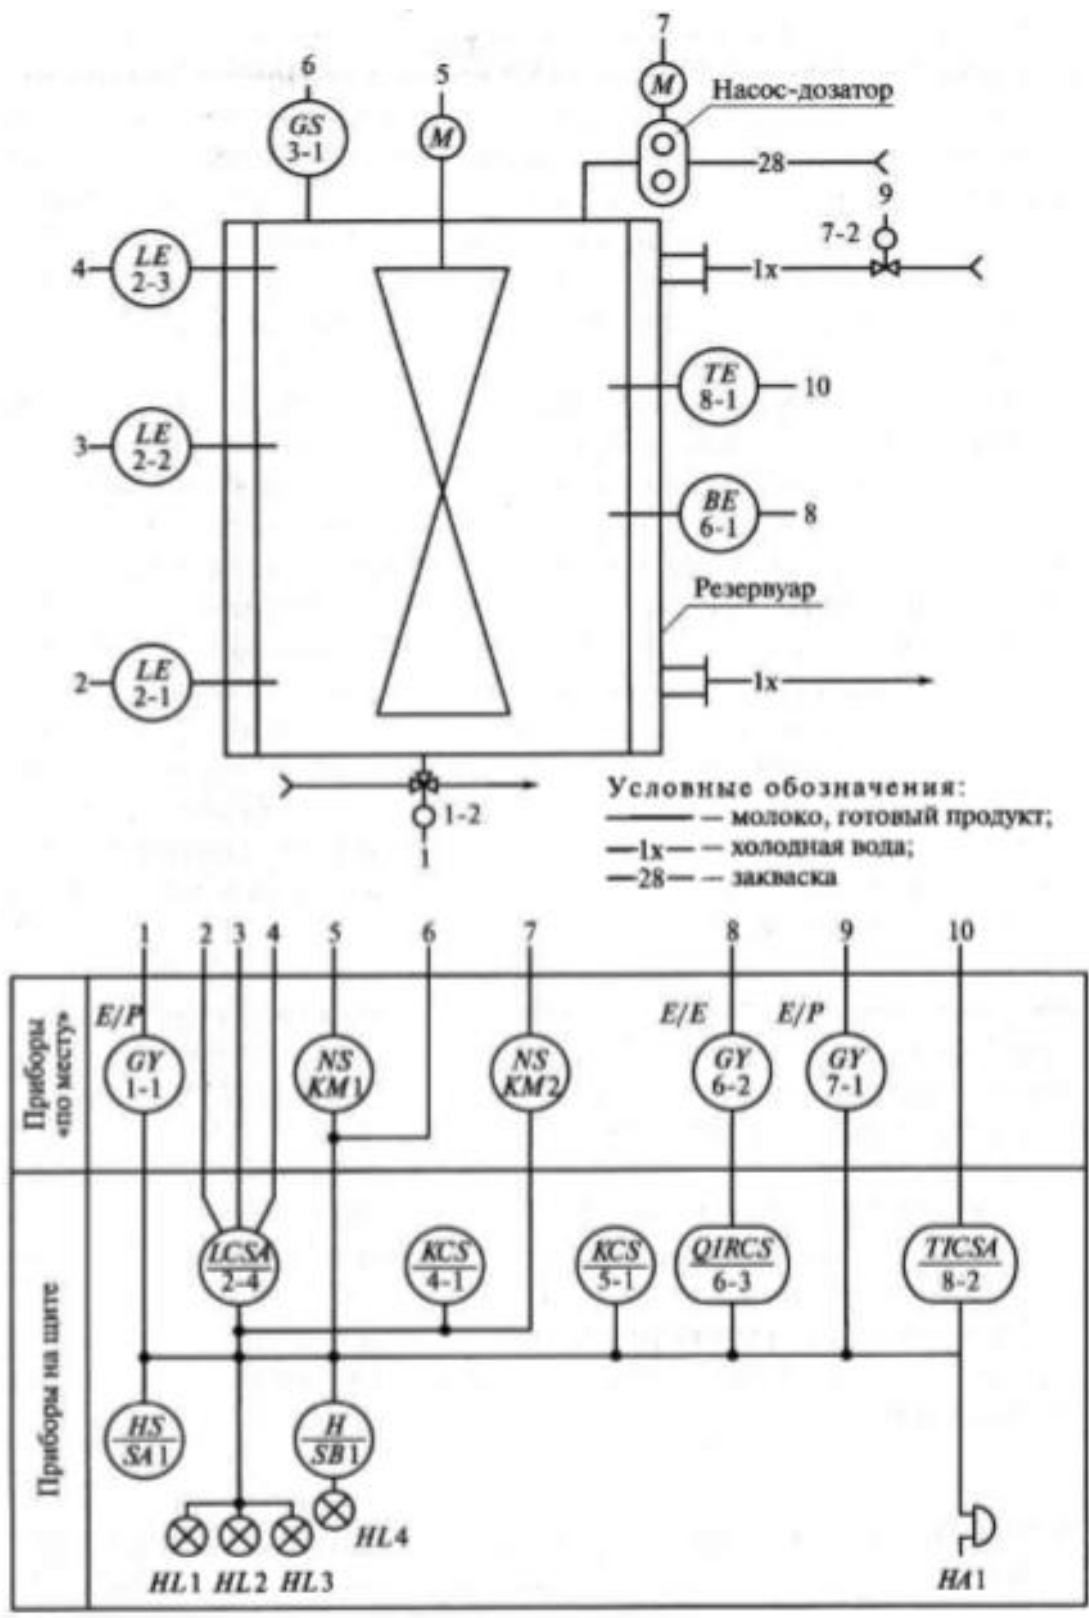 7
6
5
М
Насос-дозатор
GS
3-1
М
28
9
7-2
4
LE
2-3
1х
TE
8-1
10
3
LE
2-2
BE
6-1
8
Резервуар
2
LE
2-1
1х
Условные обозначения:
— молоко, готовый продукт;
1х — холодная вода;
28 — закваска
1-2
1
1 2 3 4 5 6 7 8 9 10
Приборы
«по месту»
E/P
E/E
E/P
GY
1-1
NS
KM1
NS
KM2
GY
6-2
GY
7-1
Приборы на щите
LCSA
2-4
KCS
4-1
KCS
5-1
QIRCS
6-3
TICSA
8-2
HS
SA1
H
SB1
HL4
HL1 HL2 HL3
HA1